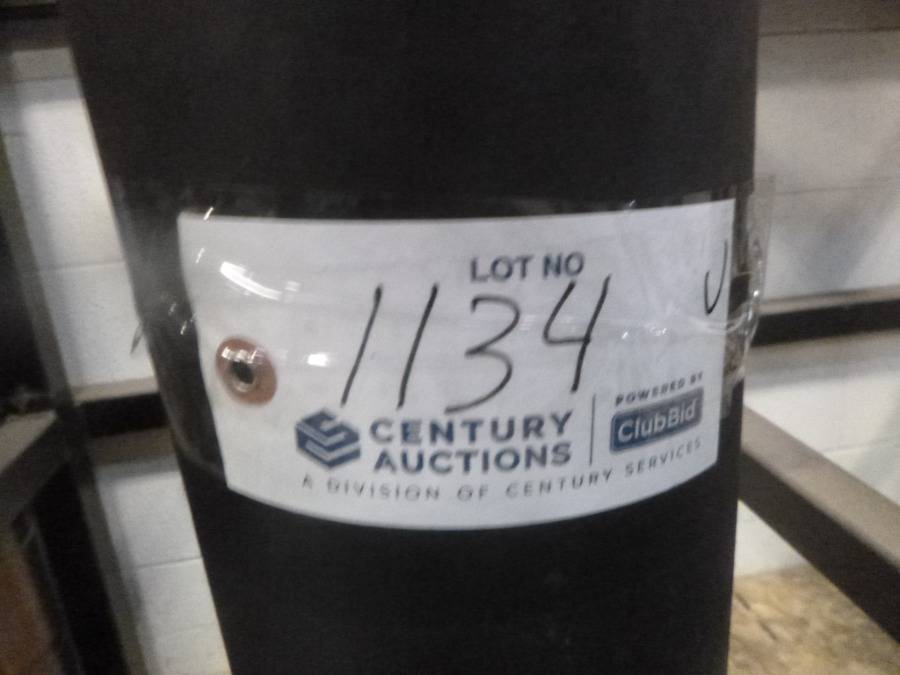 LOT NO
1134
CENTURY
AUCTIONS
POWERED BY
ClubBid
A DIVISION OF CENTURY SERVICES